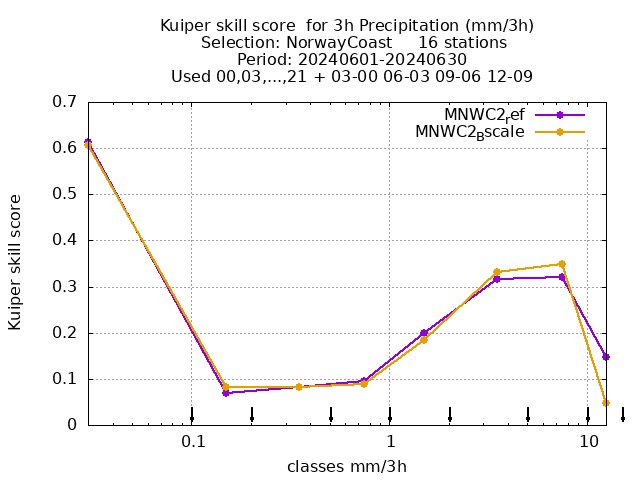 Kuiper skill score  for 3h Precipitation (mm/3h)
Selection: NorwayCoast     16 stations
Period: 20240601-20240630
Used 00,03,...,21 + 03-00 06-03 09-06 12-09
MNWC2ref
MNWC2Bscale
0.7
0.6
0.5
0.4
0.3
0.2
0.1
0
Kuiper skill score
0.1
1
10
classes mm/3h